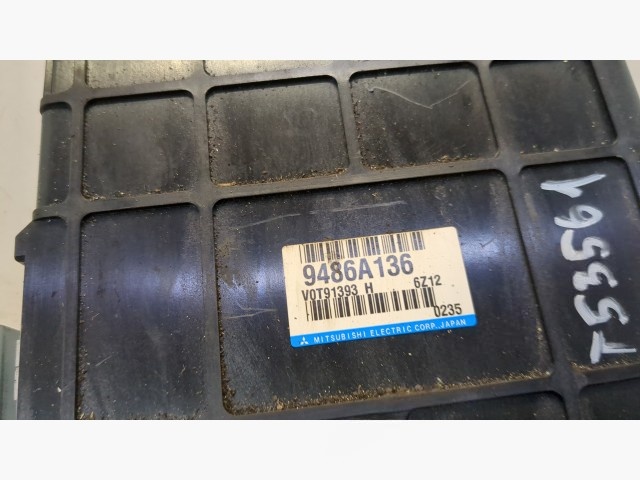 9486A136
V0T91393 H 6Z12
0235
MITSUBISHI ELECTRIC CORP., JAPAN
T53561